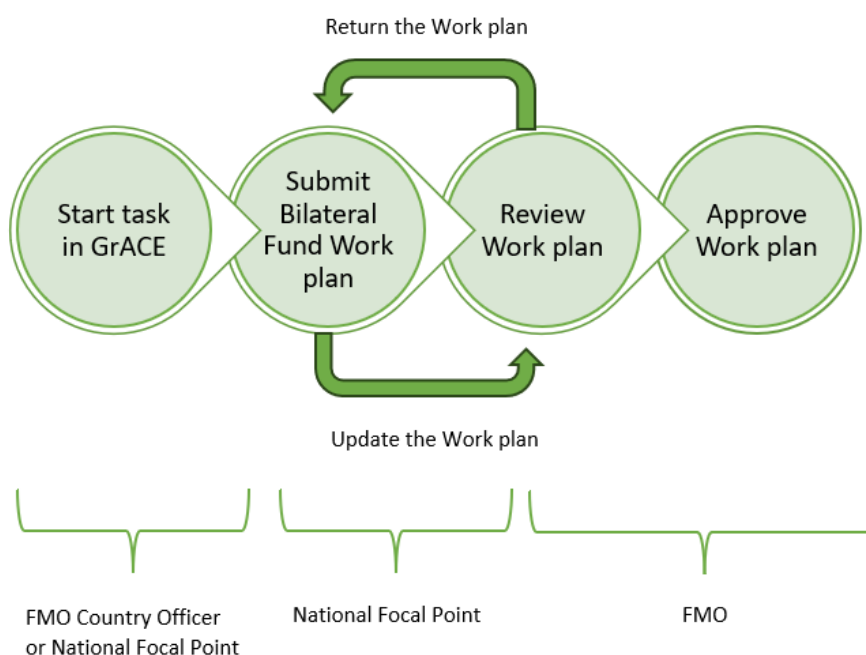 Return the Work plan
Start task
in GrACE
Submit
Bilateral
Fund Work
plan
Review
Work plan
Approve
Work plan
Update the Work plan
FMO Country Officer
or National Focal Point
National Focal Point
FMO